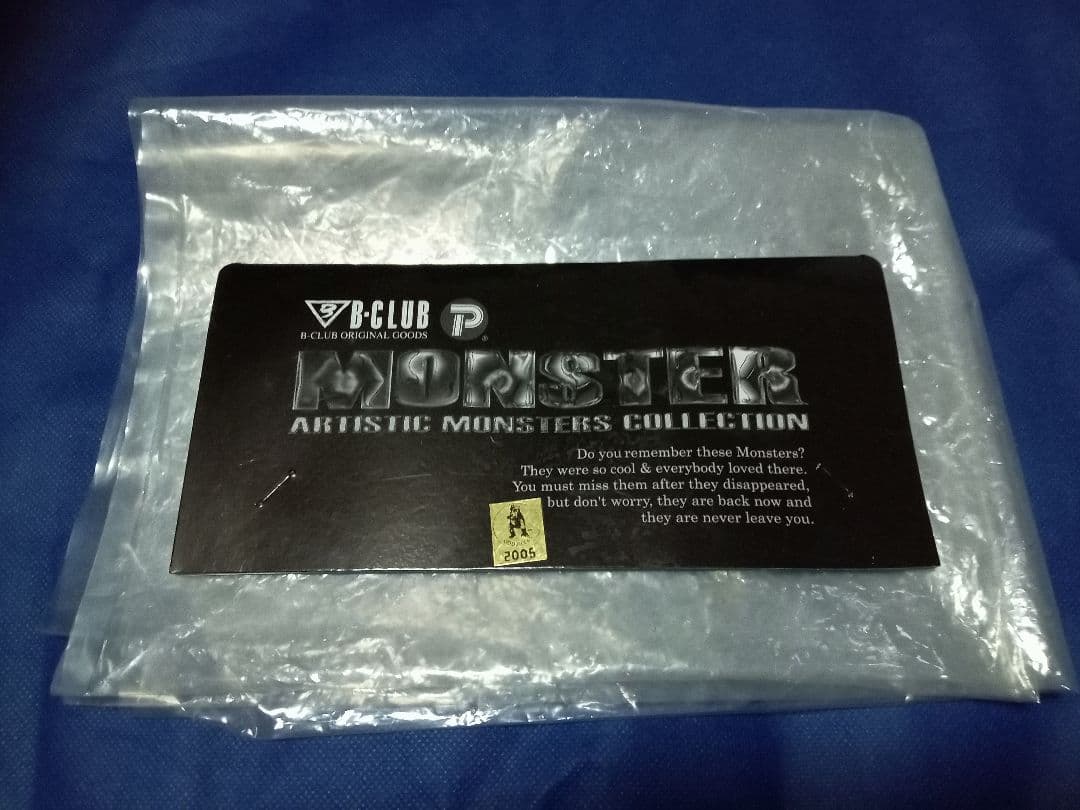 B-CLUB
B-CLUB ORIGINAL GOODS
MONSTER
ARTISTIC MONSTERS COLLECTION
Do you remember these Monsters?
They were so cool & everybody loved there.
You must miss them after they disappeared,
but don't worry, they are back now and
they are never leave you.
2005